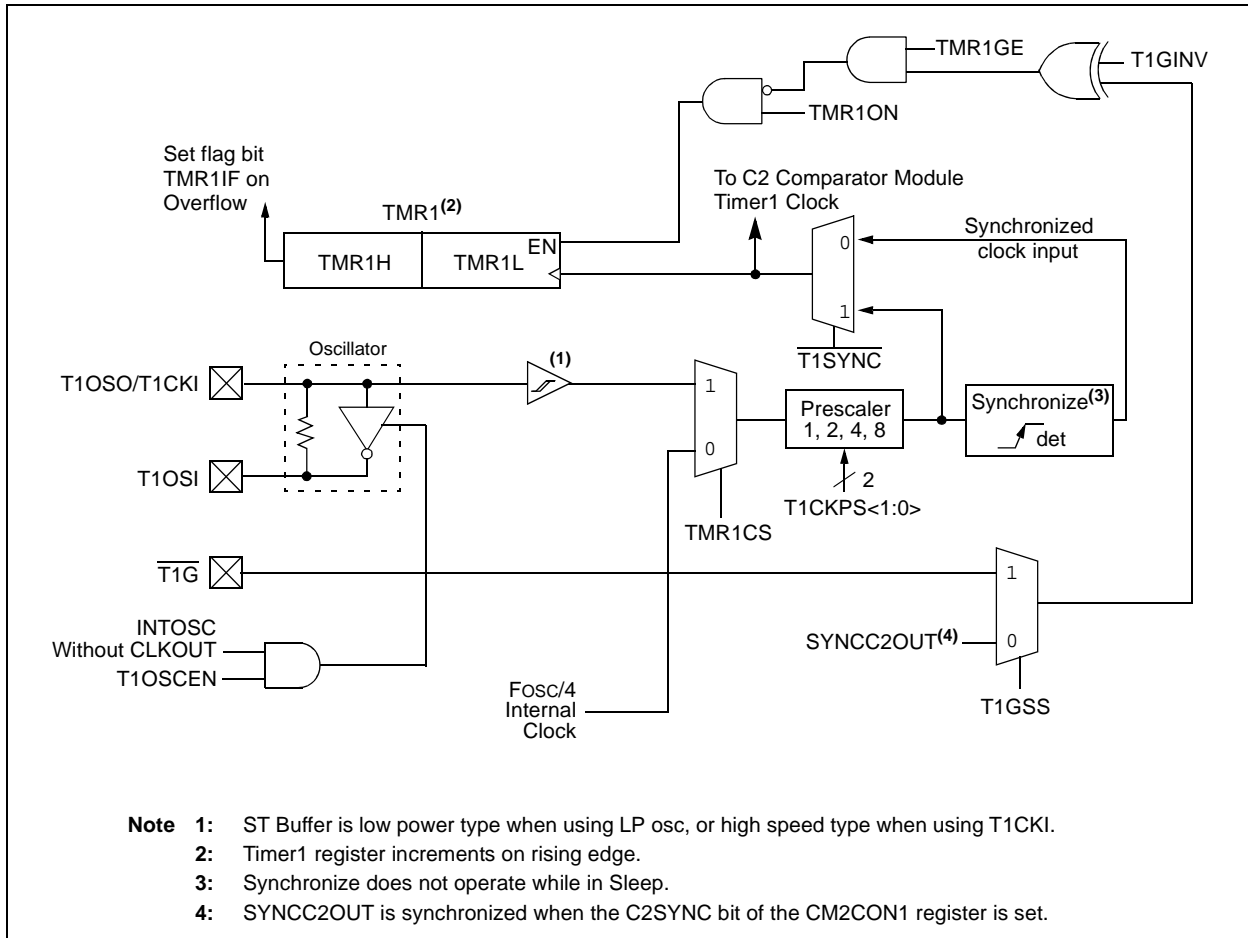 TMR1GE
T1GINV
TMR1ON
Set flag bit
TMR1IF on
Overflow
To C2 Comparator Module
Timer1 Clock
TMR1(2)
EN
TMR1H
TMR1L
0
Synchronized
clock input
1
T1SYNC
Oscillator
(1)
T1OSO/T1CKI
1
Prescaler
1, 2, 4, 8
Synchronize(3)
det
0
T1OSI
2
T1CKPS<1:0>
TMR1CS
T1G
1
INTOSC
Without CLKOUT
T1OSCEN
SYNCC2OUT(4)
0
FOSC/4
Internal
Clock
T1GSS
Note 1: ST Buffer is low power type when using LP osc, or high speed type when using T1CKI.
2: Timer1 register increments on rising edge.
3: Synchronize does not operate while in Sleep.
4: SYNCC2OUT is synchronized when the C2SYNC bit of the CM2CON1 register is set.